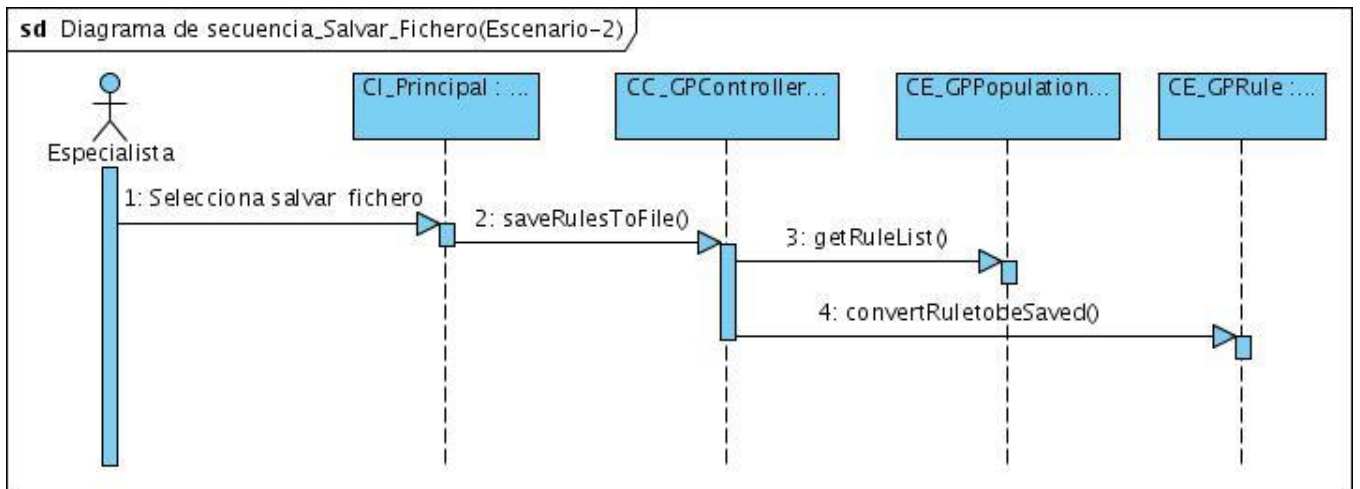 sd Diagrama de secuencia_Salvar_Fichero(Escenario-2)
CI_Principal : ...
CC_GPController...
CE_GPPopulation...
CE_GPRule :...
Especialista
1: Selecciona salvar fichero
2: saveRulesToFile()
3: getRuleList()
4: convertRuletobeSaved()